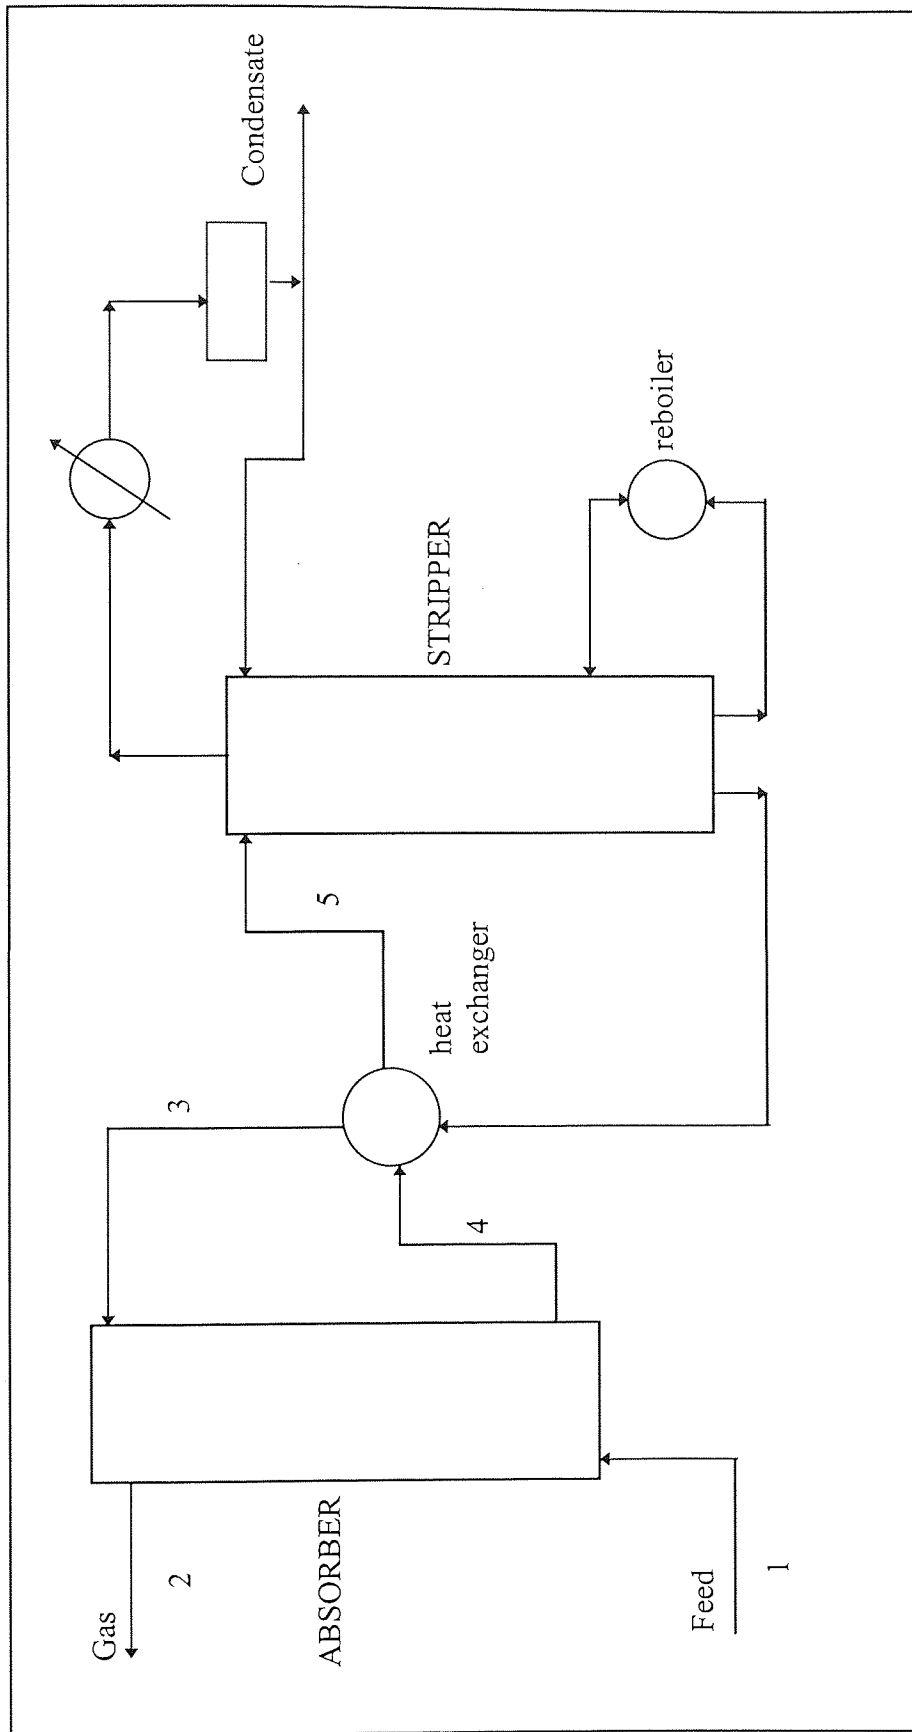 Gas
2
ABSORBER
Feed
1
3
4
heat
exchanger
5
STRIPPER
reboiler
Condensate